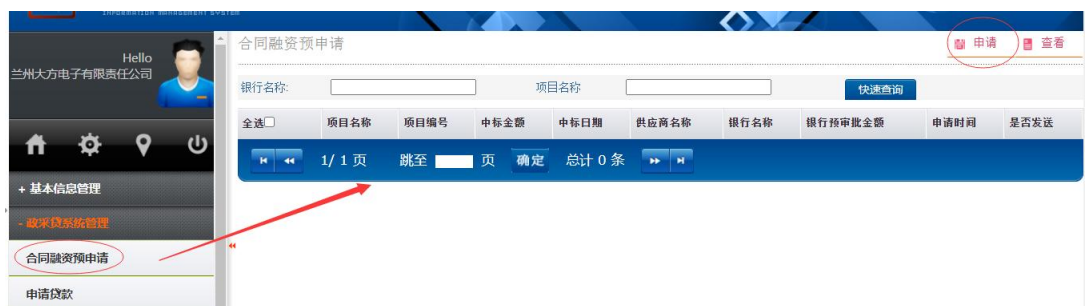 INFORMATION MANAGEMENT SYSTEM
Hello
兰州大方电子有限责任公司
+ 基本信息管理
- 政采贷系统管理
合同融资预申请
申请贷款
合同融资预申请
申请 查看
银行名称: 项目名称 快速查询
全选 项目名称 项目编号 中标金额 中标日期 供应商名称 银行名称 银行预审批金额 申请时间 是否发送
1/ 1 页 跳至 页 确定 总计 0 条